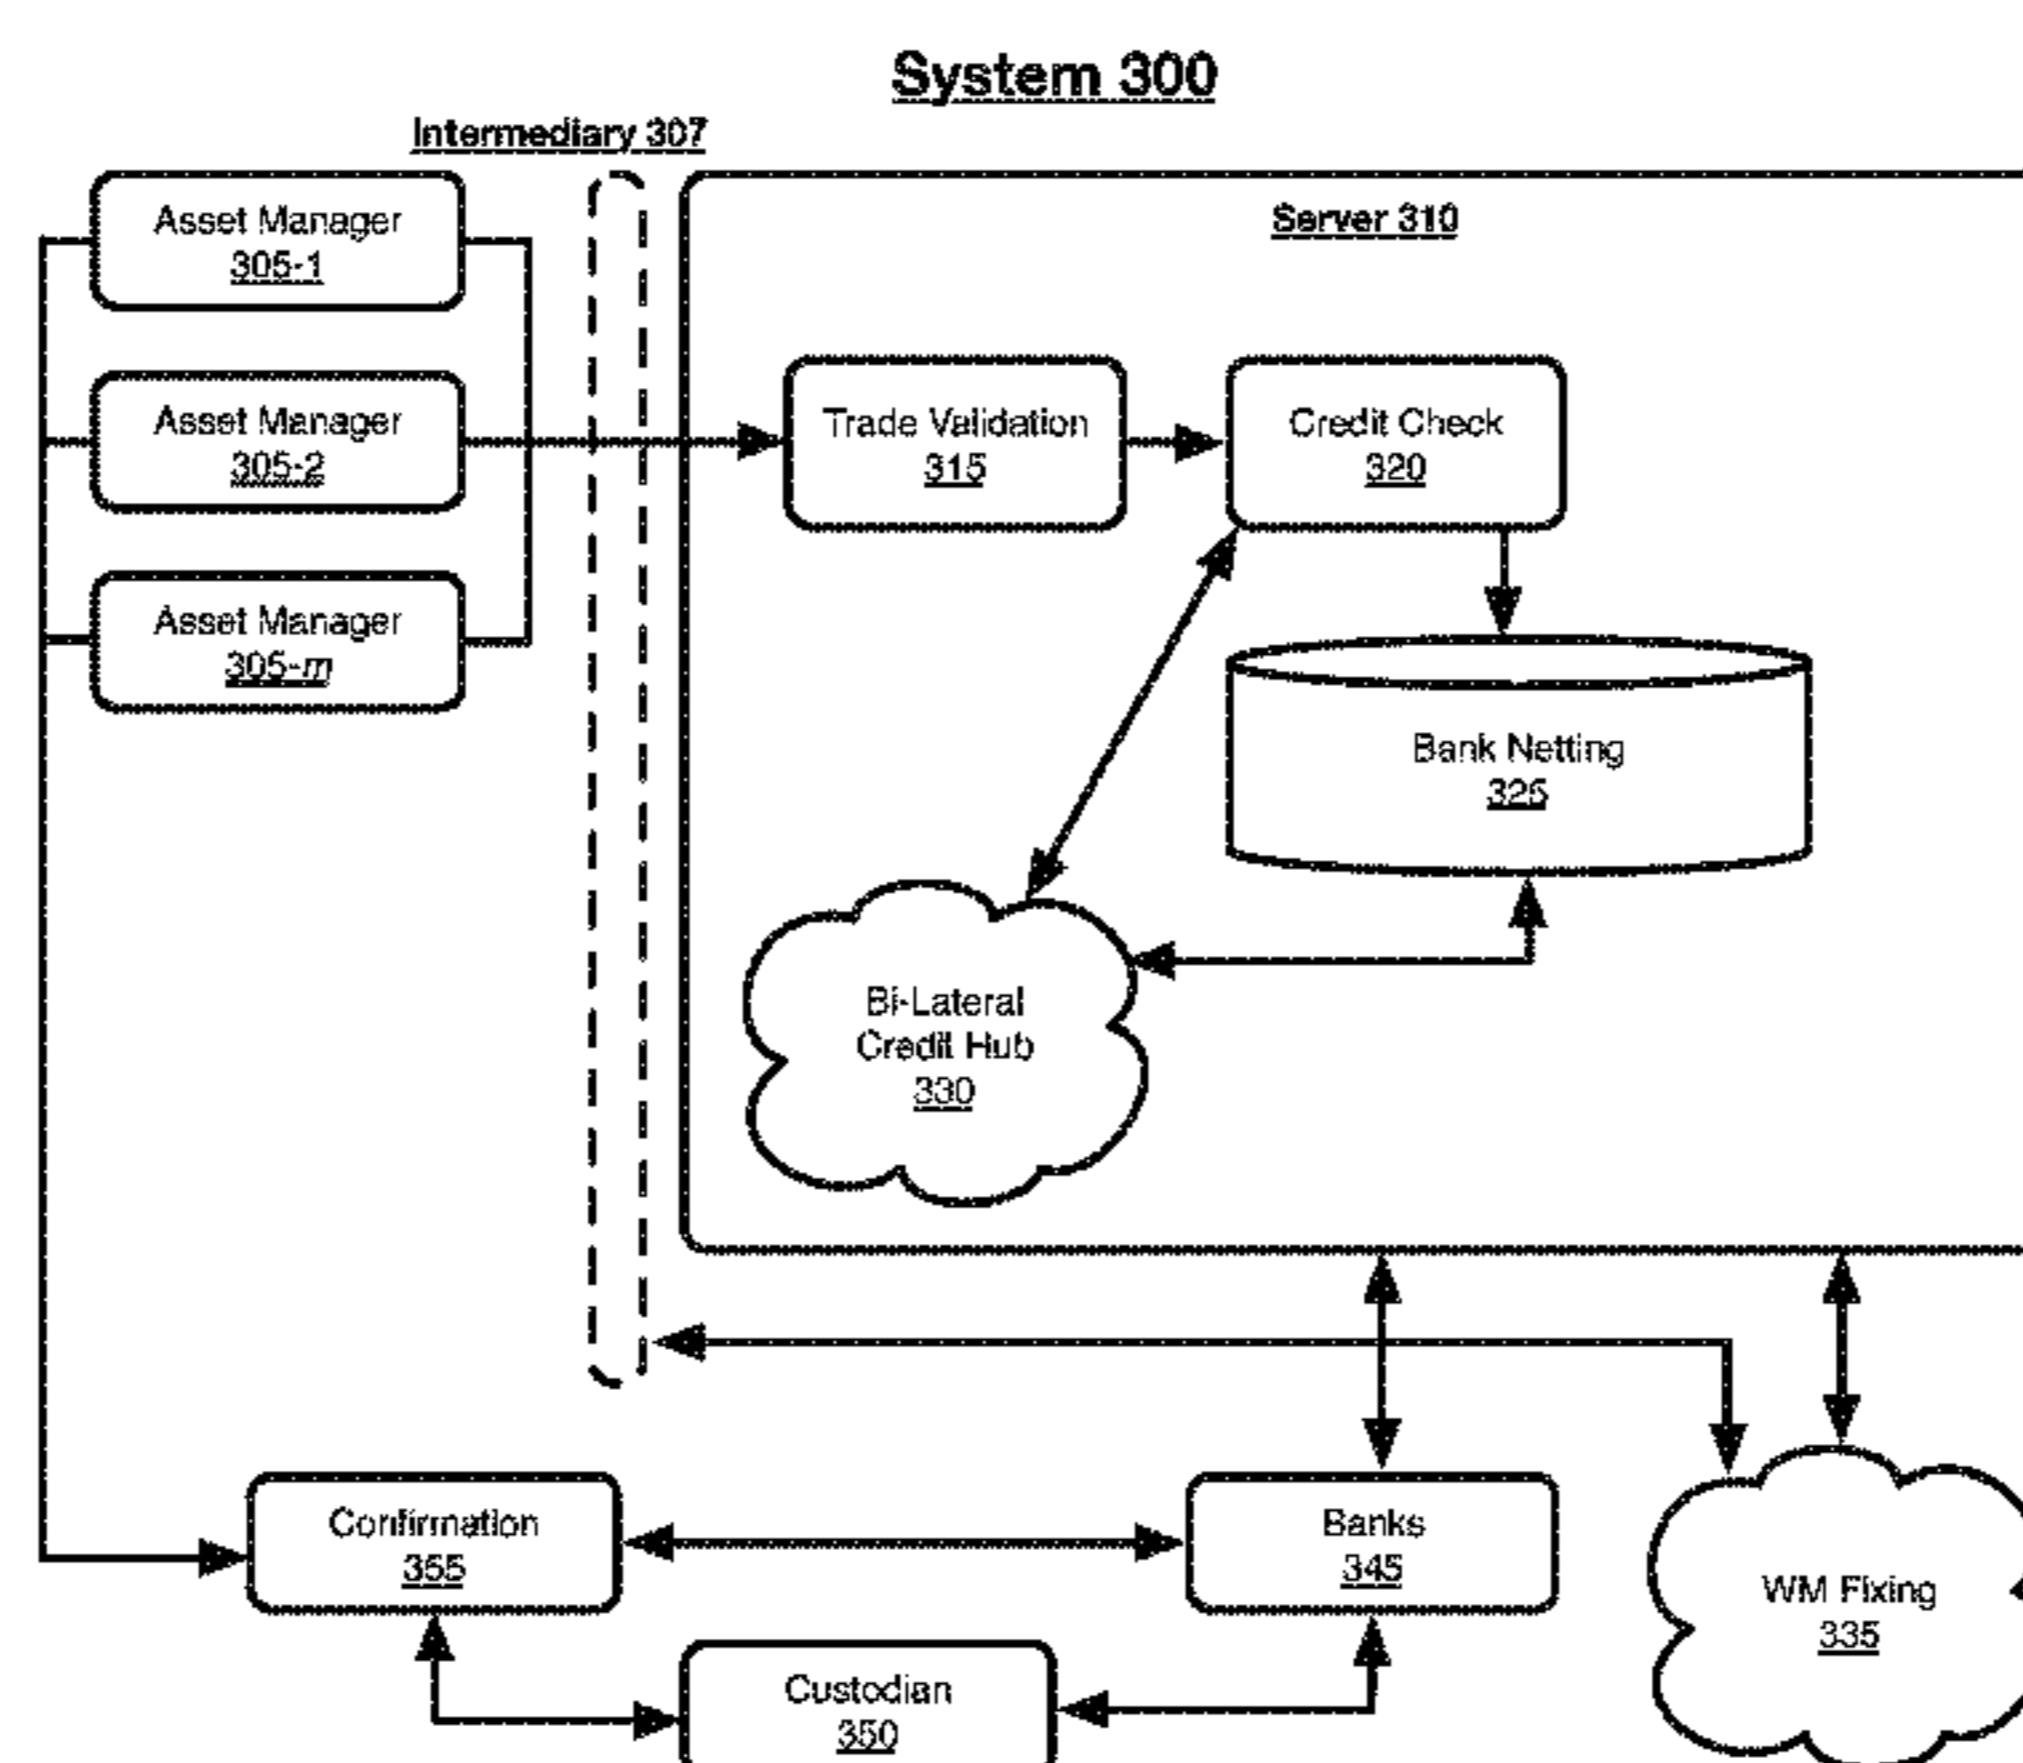 System 300
Intermediary 307
Asset Manager
305-1
Server 310
Asset Manager
305-2
Trade Validation
315
Credit Check
320
Asset Manager
305-m
Bank Netting
325
Bi-Lateral
Credit Hub
330
Confirmation
355
Banks
345
WM Fixing
335
Custodian
350